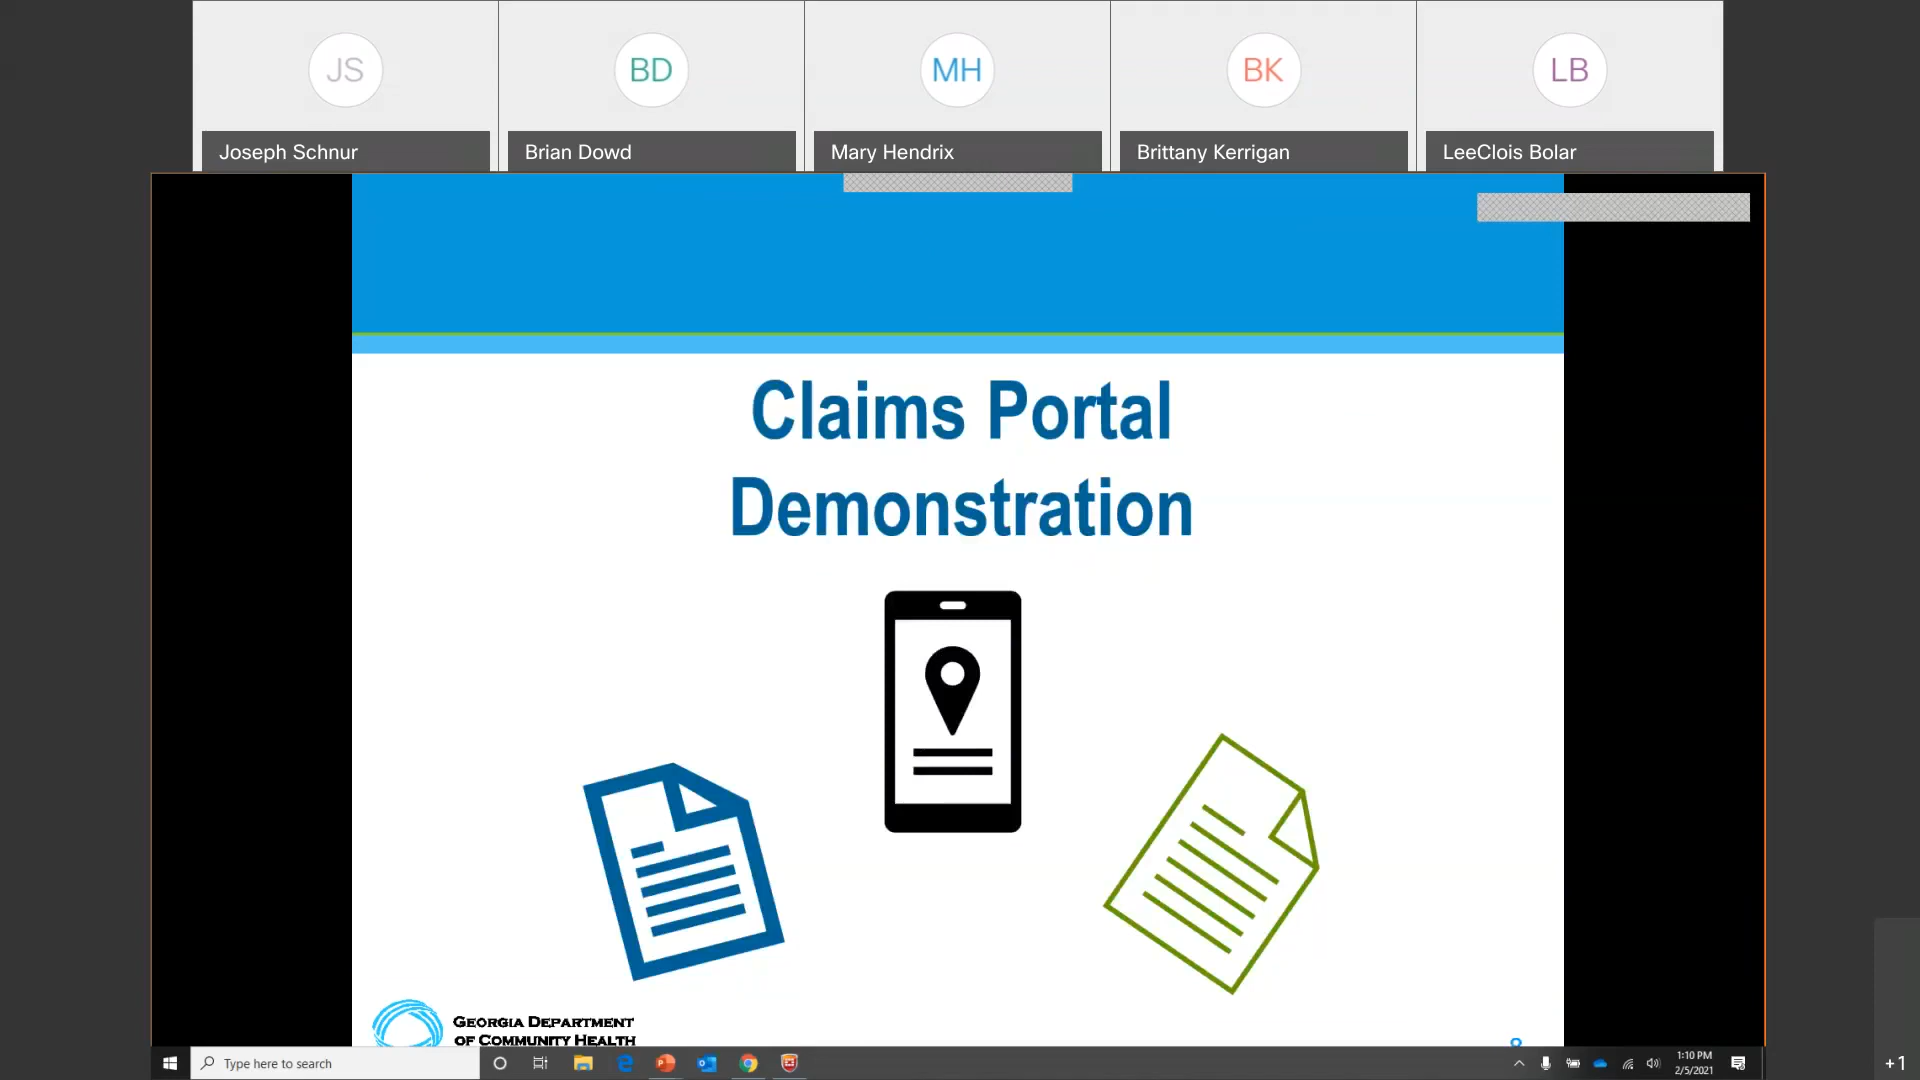 JS
BD
MH
BK
LB
Joseph Schnur
Brian Dowd
Mary Hendrix
Brittany Kerrigan
LeeClois Bolar
Claims Portal
Demonstration
GEORGIA DEPARTMENT
OF COMMUNITY HEALTH
Type here to search
1:10 PM
2/5/2021
+1